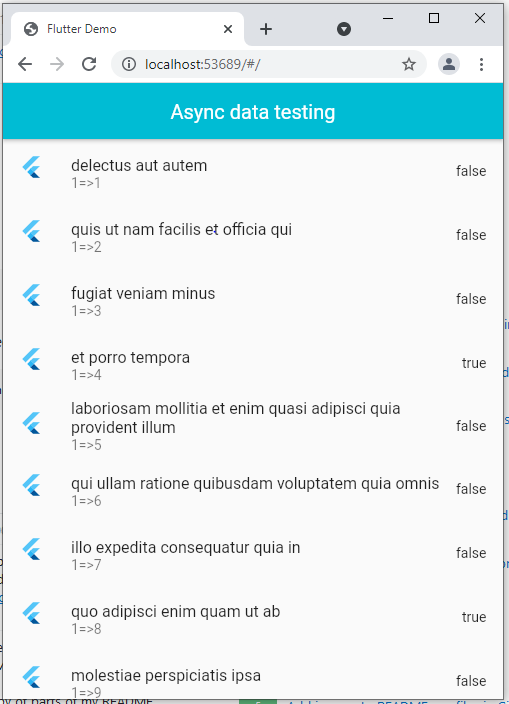 Flutter Demo
localhost:53689/#/
Async data testing
delectus aut autem
1=>1
false
quis ut nam facilis et officia qui
1=>2
false
fugiat veniam minus
1=>3
false
et porro tempora
1=>4
true
laboriosam mollitia et enim quasi adipisci quia
provident illum
1=>5
false
qui ullam ratione quibusdam voluptatem quia omnis
1=>6
false
illo expedita consequatur quia in
1=>7
false
quo adipisci enim quam ut ab
1=>8
true
molestiae perspiciatis ipsa
1=>9
false